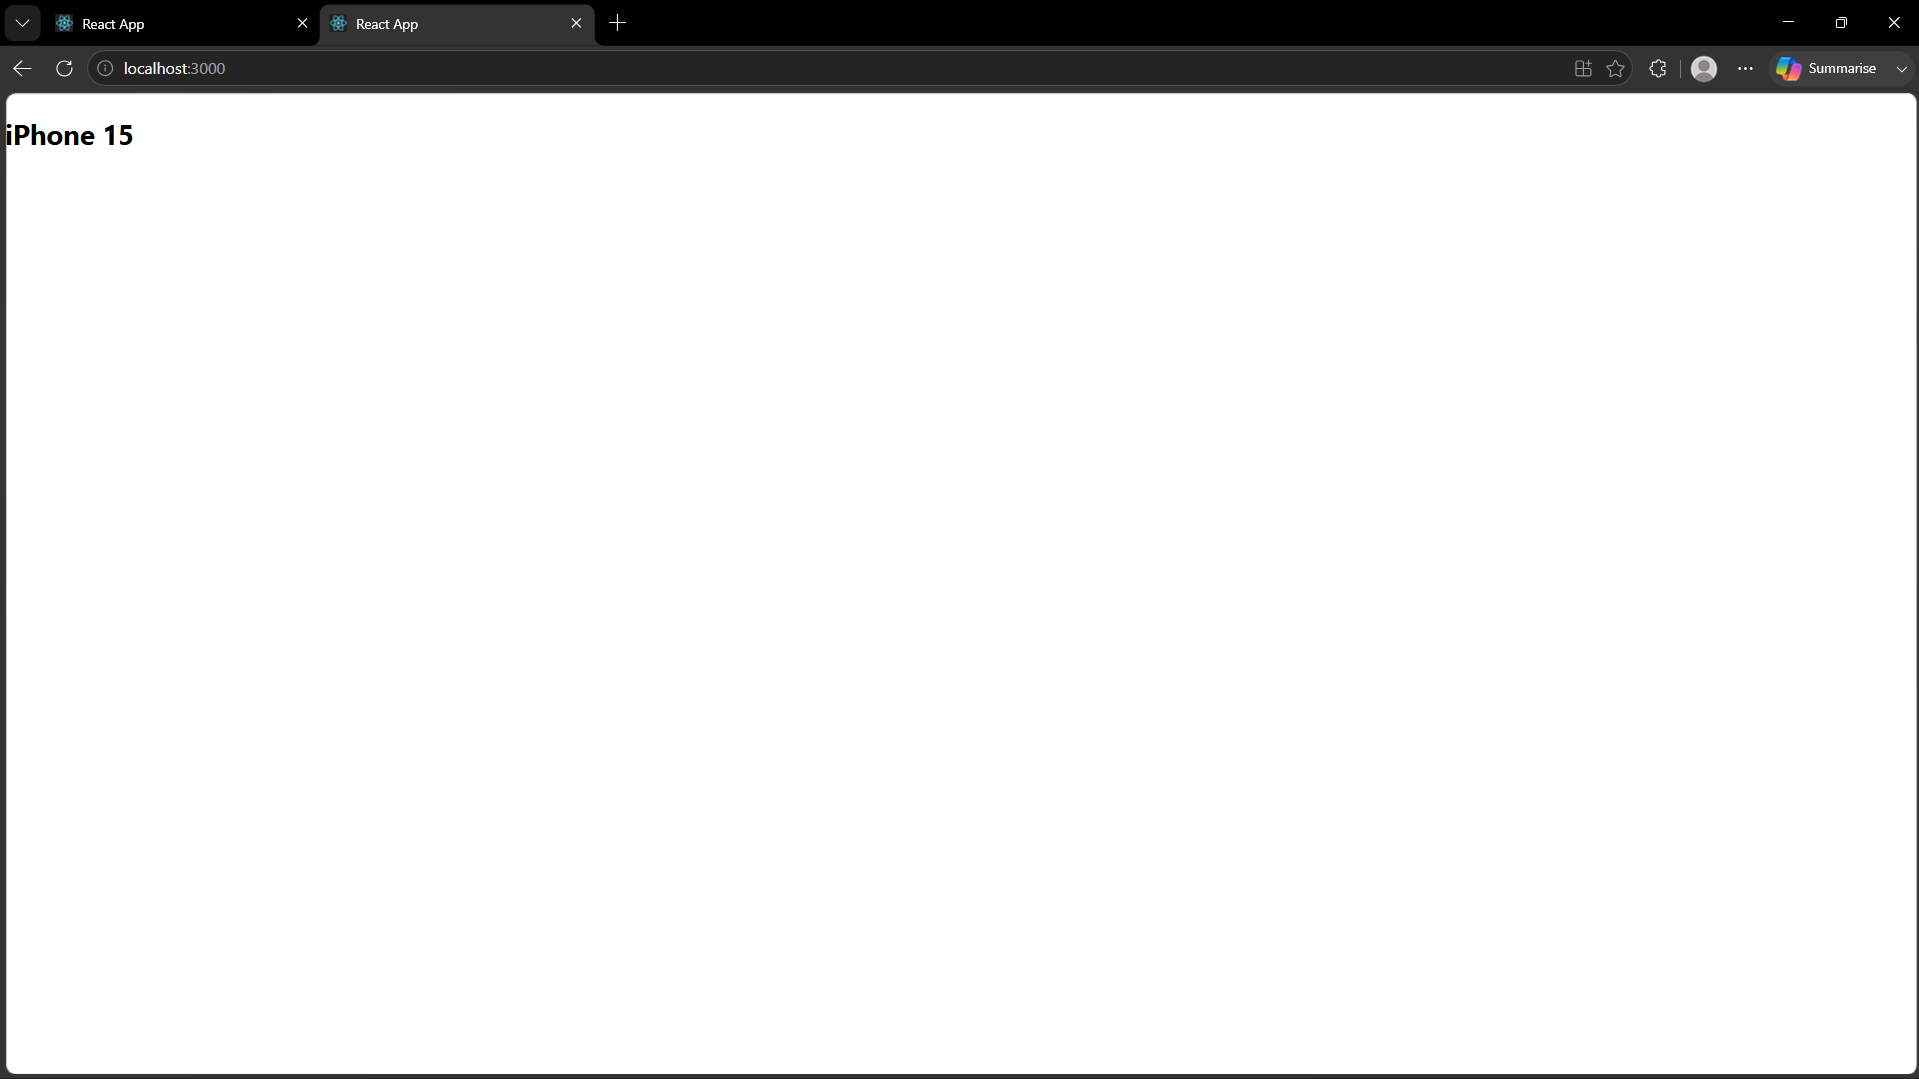 React App
React App
localhost:3000
Summarise
iPhone 15